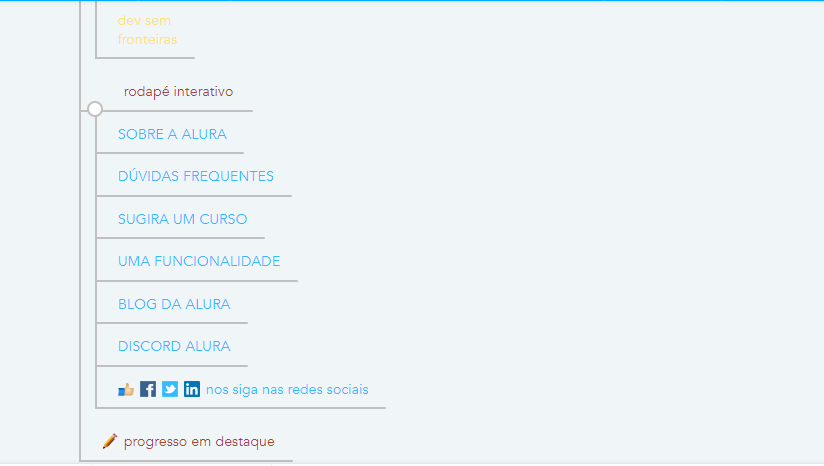 dev sem
fronteiras
rodapé interativo
SOBRE A ALURA
DÚVIDAS FREQUENTES
SUGIRA UM CURSO
UMA FUNCIONALIDADE
BLOG DA ALURA
DISCORD ALURA
nos siga nas redes sociais
progresso em destaque